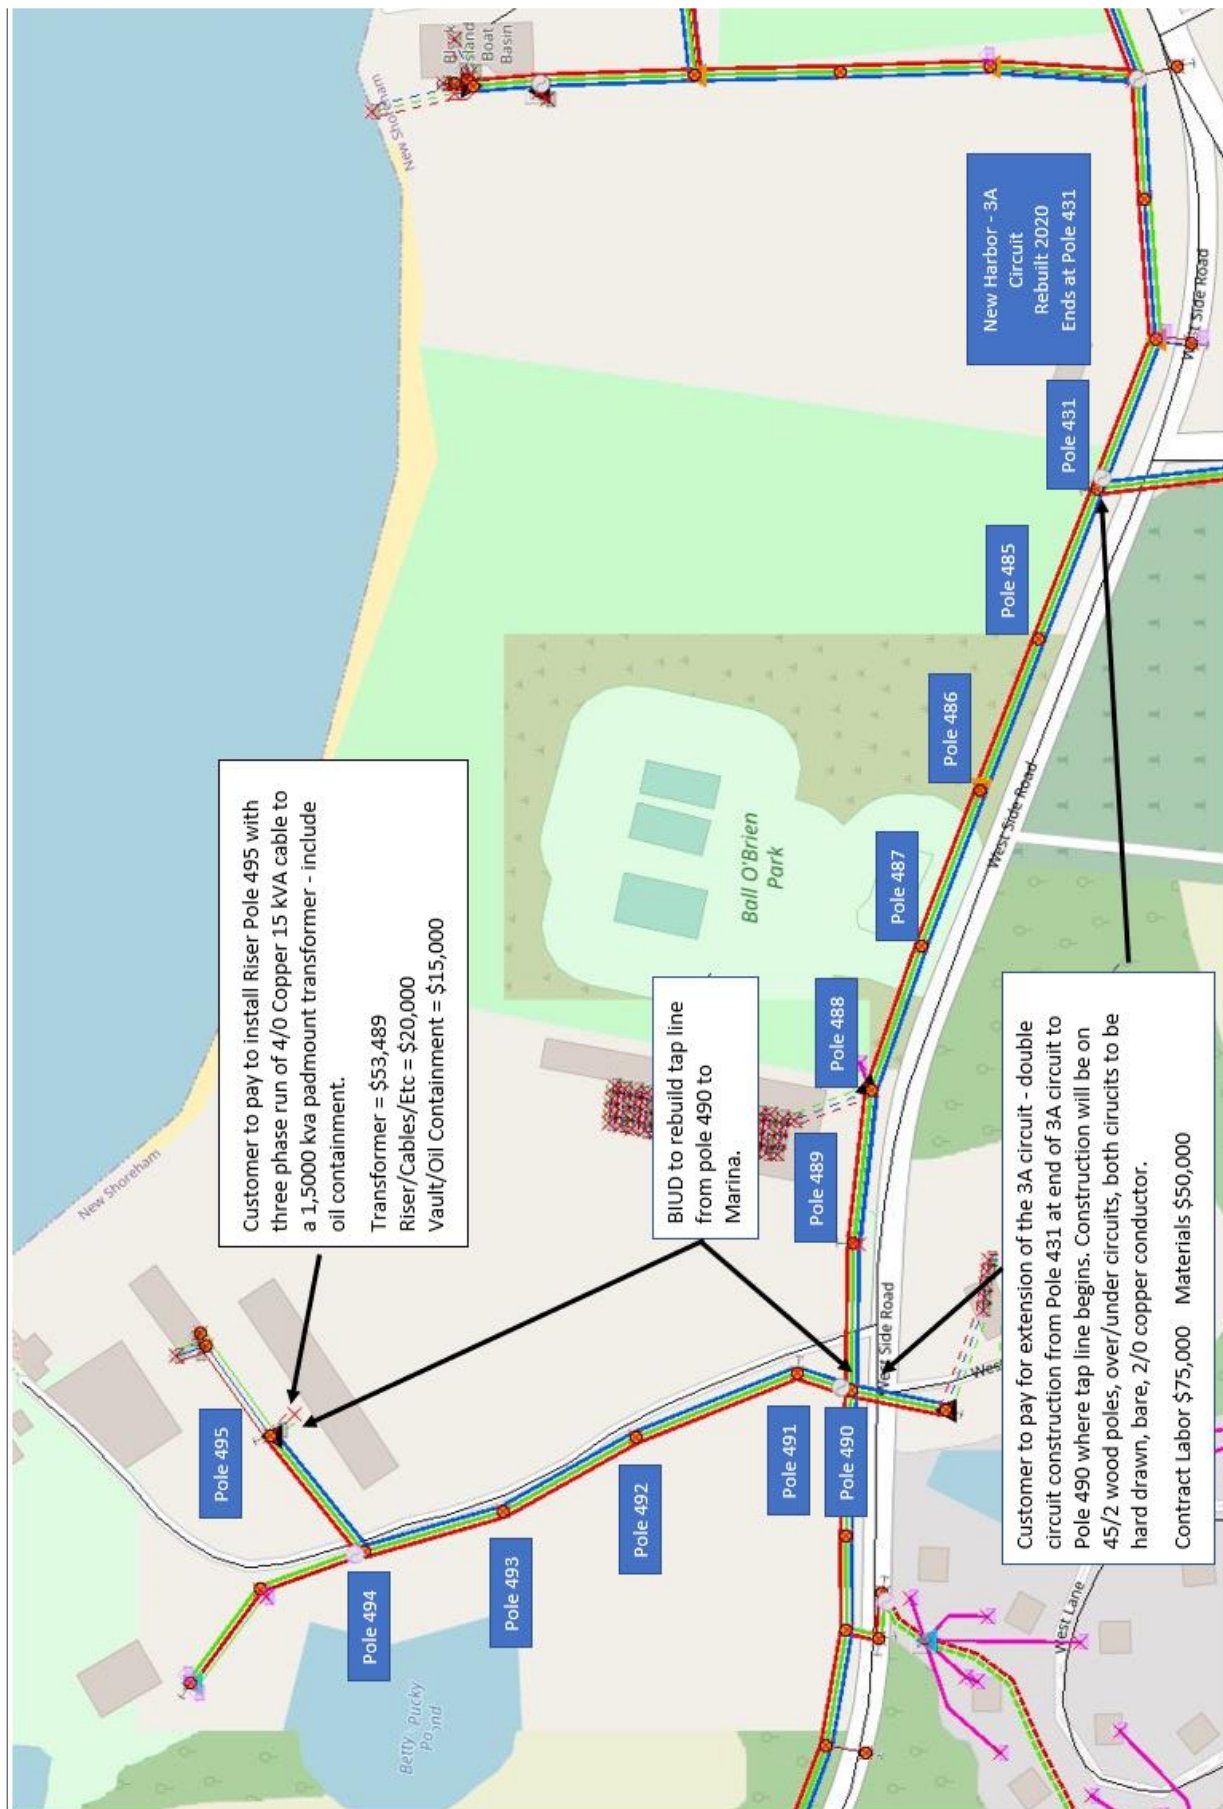 Customer to pay to install Riser Pole 495 with
three phase run of 4/0 Copper 15 kVA cable to
a 1,5000 kva padmount transformer - include
oil containment.
Transformer = $53,489
Riser/Cables/Etc = $20,000
Vault/Oil Containment = $15,000
New Shoreham
New Shoreham
Island
Boat
Basin
Pole 495
Pole 494
Pole 493
Pole 492
Pole 491
Pole 490
Pole 489
Pole 488
Pole 487
Pole 486
Pole 485
Pole 431
New Harbor - 3A
Circuit
Rebuilt 2020
Ends at Pole 431
BIUD to rebuild tap line
from pole 490 to
Marina.
Ball O'Brien
Park
Betty Pucky
Pond
West Side Road
West Side Road
West Side Road
West Lane
Customer to pay for extension of the 3A circuit - double
circuit construction from Pole 431 at end of 3A circuit to
Pole 490 where tap line begins. Construction will be on
45/2 wood poles, over/under circuits, both cirucits to be
hard drawn, bare, 2/0 copper conductor.
Contract Labor $75,000 Materials $50,000